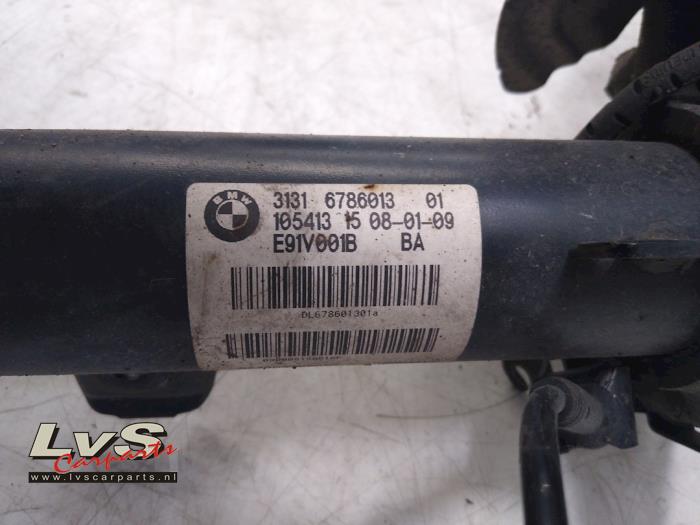 BMW
3131 6786013 01
105413 15 08-01-09
E91V001B BA
DL678601301a
LvS
Carparts
www.lvscarparts.nl